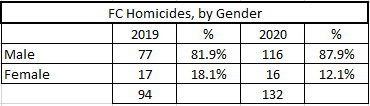 FC Homicides, by Gender
2019 % 2020 %
Male 77 81.9% 116 87.9%
Female 17 18.1% 16 12.1%
94 132